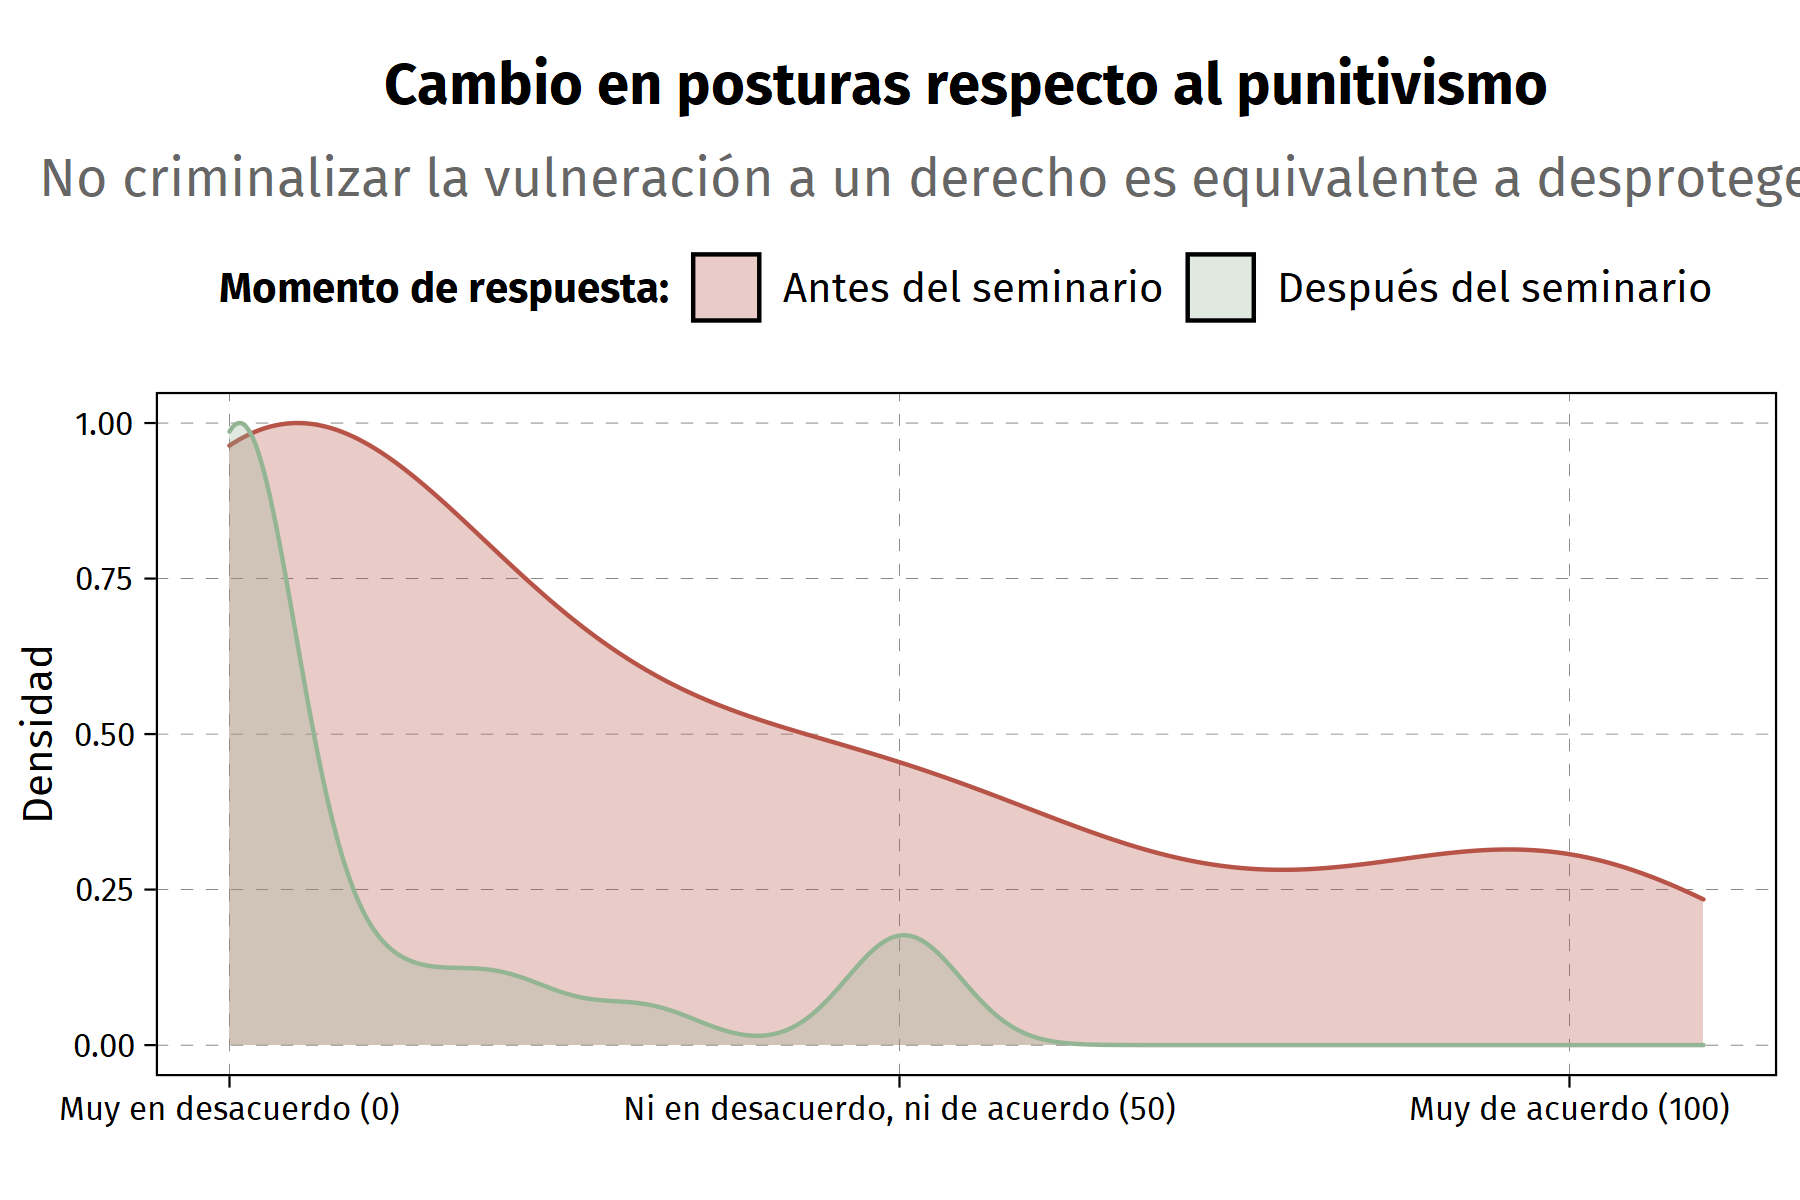 Cambio en posturas respecto al punitivismo
No criminalizar la vulneración a un derecho es equivalente a desprotege
Momento de respuesta: Antes del seminario Después del seminario
Densidad
1.00
0.75
0.50
0.25
0.00
Muy en desacuerdo (0) Ni en desacuerdo, ni de acuerdo (50) Muy de acuerdo (100)